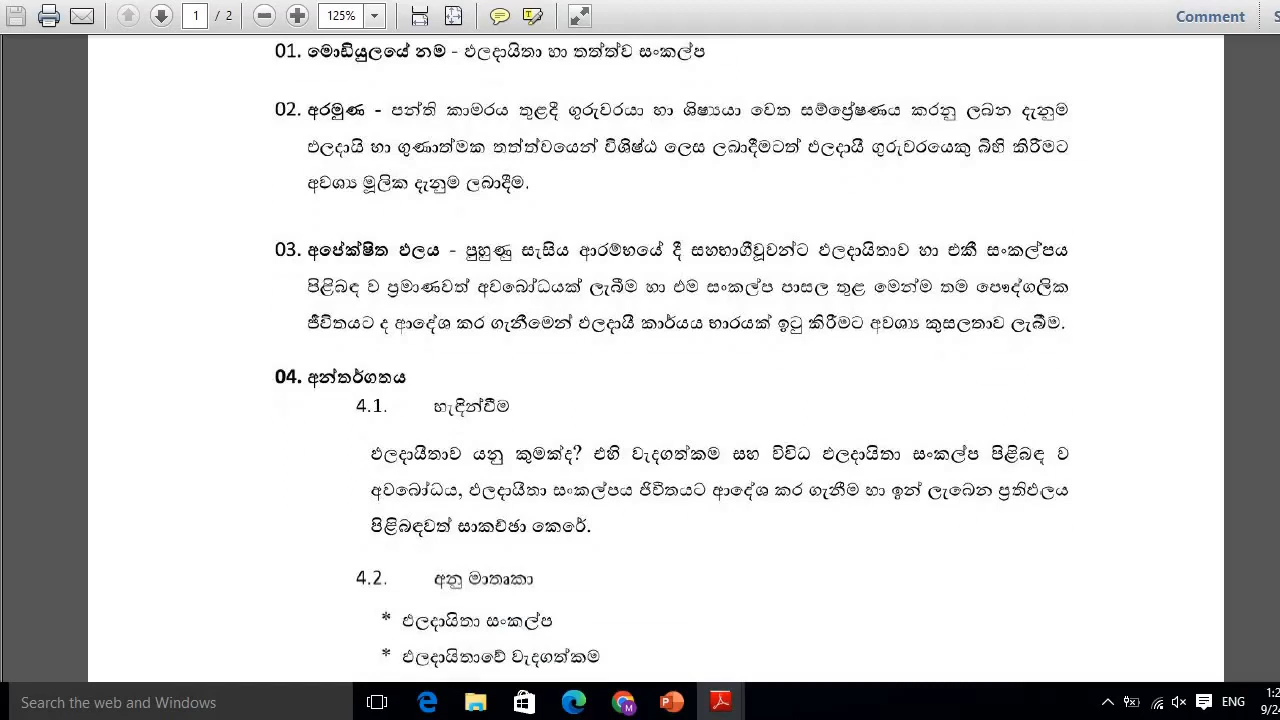 1 / 2 125% Comment
01. මොඩියුලයේ නම - ඵලදායිතා හා තත්ත්ව සංකල්ප
02. අරමුණ - පන්ති කාමරය තුළදී ගුරුවරයා හා ශිෂ්‍යයා වෙත සම්ප්‍රේෂණය කරනු ලබන දැනුම
ඵලදායි හා ගුණාත්මක තත්ත්වයෙන් විශිෂ්ඨ ලෙස ලබාදීමටත් ඵලදායී ගුරුවරයෙකු බිහි කිරීමට
අවශ්‍ය මූලික දැනුම ලබාදීම.
03. අපේක්ෂිත ඵලය - පුහුණු සැසිය ආරම්භයේ දී සහභාගීවූවන්ට ඵලදායිතාව හා එකී සංකල්පය
පිළිබඳ ව ප්‍රමාණවත් අවබෝධයක් ලැබීම හා එම සංකල්ප පාසල තුළ මෙන්ම තම පෞද්ගලික
ජීවිතයට ද ආදේශ කර ගැනීමෙන් ඵලදායී කාර්යය භාරයක් ඉටු කිරීමට අවශ්‍ය කුසලතාව ලැබීම.
04. අන්තර්ගතය
4.1. හැඳින්වීම
ඵලදායීතාව යනු කුමක්ද? එහි වැදගත්කම සහ විවිධ ඵලදායිතා සංකල්ප පිළිබඳ ව
අවබෝධය, ඵලදායීතා සංකල්පය ජිවිතයට ආදේශ කර ගැනීම හා ඉන් ලැබෙන ප්‍රතිඵලය
පිළිබඳවත් සාකච්ඡා කෙරේ.
4.2. අනු මාතෘකා
* ඵලදායිතා සංකල්ප
* ඵලදායිතාවේ වැදගත්කම
Search the web and Windows ENG